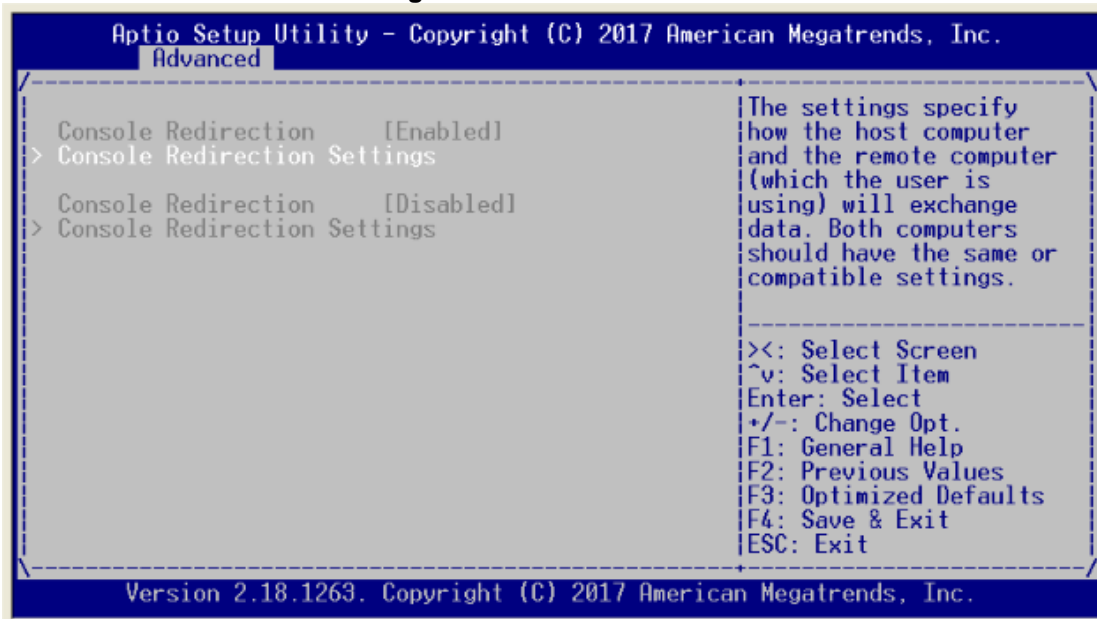 Aptio Setup Utility – Copyright (C) 2017 American Megatrends, Inc.
Advanced
Console Redirection [Enabled]
> Console Redirection Settings
Console Redirection [Disabled]
> Console Redirection Settings
The settings specify
how the host computer
and the remote computer
(which the user is
using) will exchange
data. Both computers
should have the same or
compatible settings.
><: Select Screen
^v: Select Item
Enter: Select
+/-: Change Opt.
F1: General Help
F2: Previous Values
F3: Optimized Defaults
F4: Save & Exit
ESC: Exit
Version 2.18.1263. Copyright (C) 2017 American Megatrends, Inc.